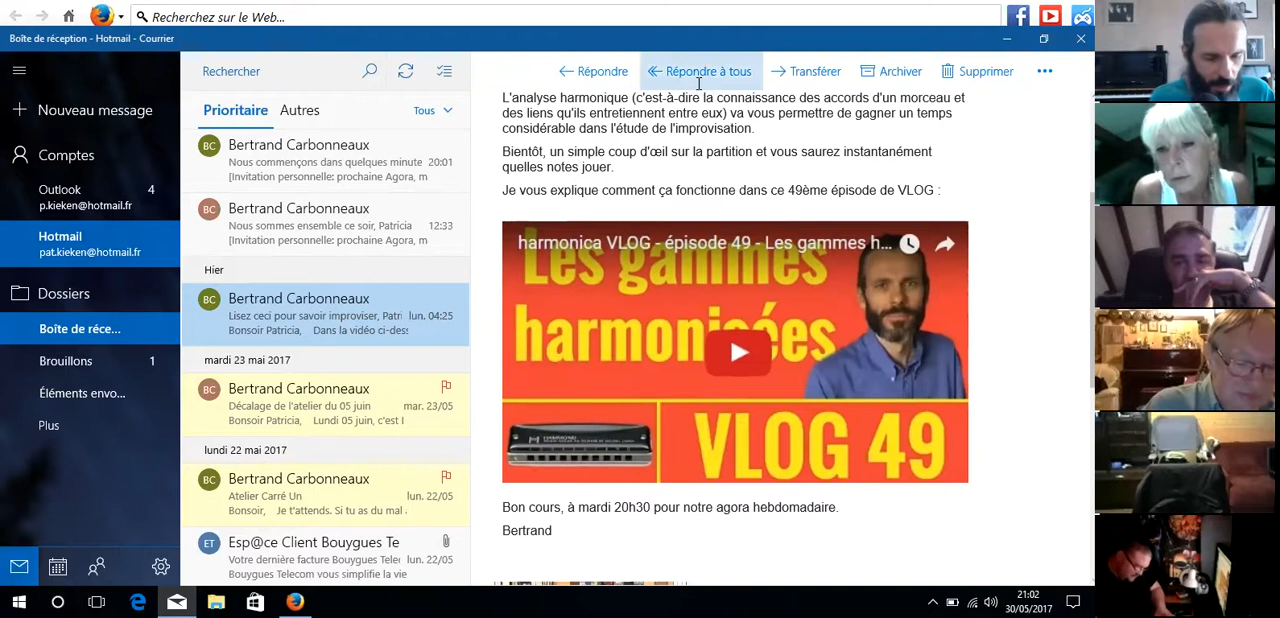 Recherchez sur le Web...
Boîte de réception - Hotmail - Courrier
Nouveau message
Comptes
Outlook 4
p.kieken@hotmail.fr
Hotmail
pat.kieken@hotmail.fr
Dossiers
Boîte de réce...
Brouillons 1
Éléments envo...
Plus
Rechercher
Prioritaire Autres Tous
BC Bertrand Carbonneaux
Nous commençons dans quelques minute 20:01
[Invitation personnelle: prochaine Agora, m
BC Bertrand Carbonneaux
Nous sommes ensemble ce soir, Patricia 12:33
[Invitation personnelle: prochaine Agora, m
Hier
BC Bertrand Carbonneaux
Lisez ceci pour savoir improviser, Patri lun. 04:25
Bonsoir Patricia, Dans la vidéo ci-des
mardi 23 mai 2017
BC Bertrand Carbonneaux
Décalage de l'atelier du 05 juin mar. 23/05
Bonsoir Patricia, Lundi 05 juin, c'est l
lundi 22 mai 2017
BC Bertrand Carbonneaux
Atelier Carré Un lun. 22/05
Bonsoir, Je t'attends. Si tu as du mal
ET Esp@ce Client Bouygues Te
Votre dernière facture Bouygues Tele lun. 22/05
Bouygues Telecom vous simplifie la vie
Répondre Répondre à tous Transférer Archiver Supprimer
L'analyse harmonique (c'est-à-dire la connaissance des accords d'un morceau et
des liens qu'ils entretiennent entre eux) va vous permettre de gagner un temps
considérable dans l'étude de l'improvisation.
Bientôt, un simple coup d'œil sur la partition et vous saurez instantanément
quelles notes jouer.
Je vous explique comment ça fonctionne dans ce 49ème épisode de VLOG :
harmonica VLOG - épisode 49 - Les gammes h...
Les gammes
harmonisées
HAMMOND
VLOG 49
Bon cours, à mardi 20h30 pour notre agora hebdomadaire.
Bertrand
21:02
30/05/2017